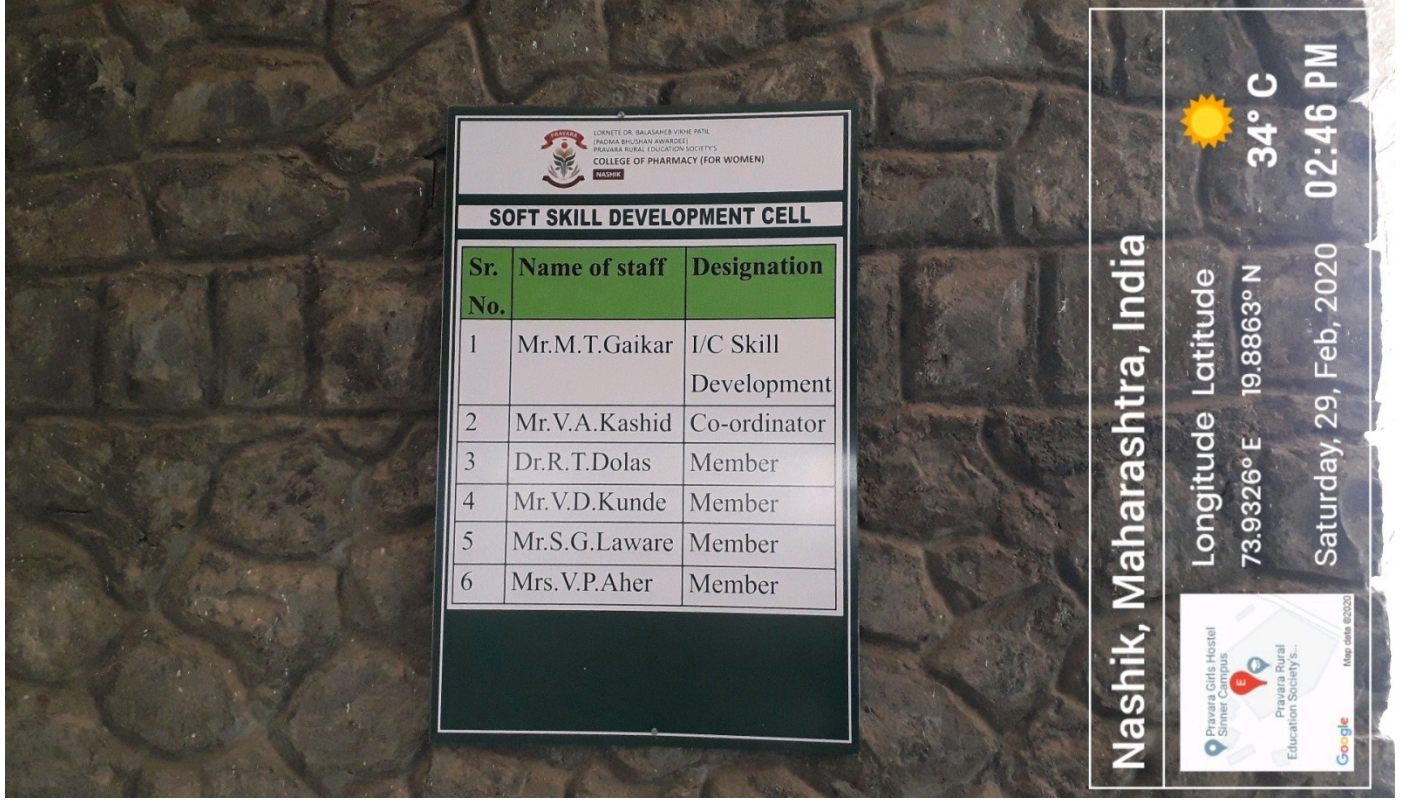 PRAVARA
LOKNETE DR. BALASAHEB VIKHE PATIL
(PADMA BHUSHAN AWARDEE)
PRAVARA RURAL EDUCATION SOCIETY'S
COLLEGE OF PHARMACY (FOR WOMEN)
NASHIK
SOFT SKILL DEVELOPMENT CELL
Sr. No. Name of staff Designation
1 Mr.M.T.Gaikar I/C Skill Development
2 Mr.V.A.Kashid Co-ordinator
3 Dr.R.T.Dolas Member
4 Mr.V.D.Kunde Member
5 Mr.S.G.Laware Member
6 Mrs.V.P.Aher Member
Nashik, Maharashtra, India
Longitude Latitude
73.9326° E 19.8863° N
34° C
Saturday, 29, Feb, 2020 02:46 PM
Pravara Girls Hostel
Sinner Campus
E
Pravara Rural
Education Society's...
Google
Map data ©2020